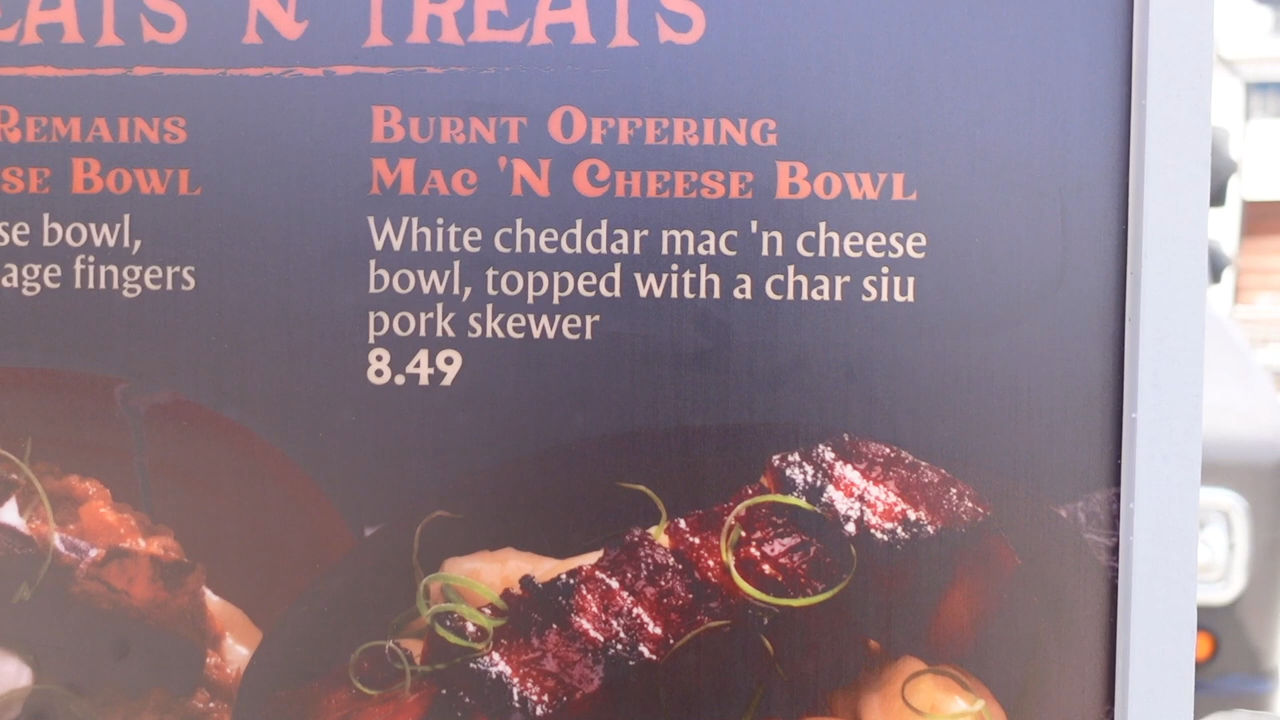 EATS 'N' TREATS
REMAINS
SE BOWL
se bowl,
age fingers
BURNT OFFERING
MAC 'N CHEESE BOWL
White cheddar mac 'n cheese
bowl, topped with a char siu
pork skewer
8.49